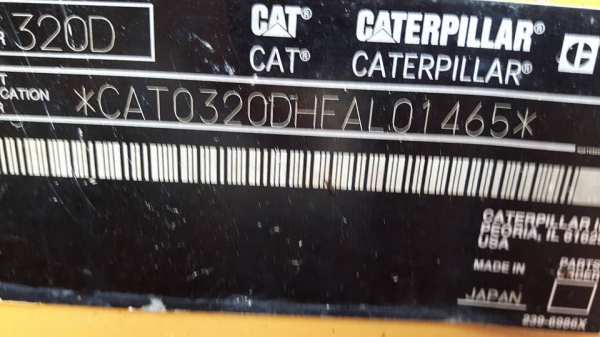 320D
CAT CATERPILLAR
CAT® CATERPILLAR®
CATION
*CAT0320DHFAL01465*
CATERPILLAR
PEORIA, IL
USA
MADE IN
JAPAN
239-6986X